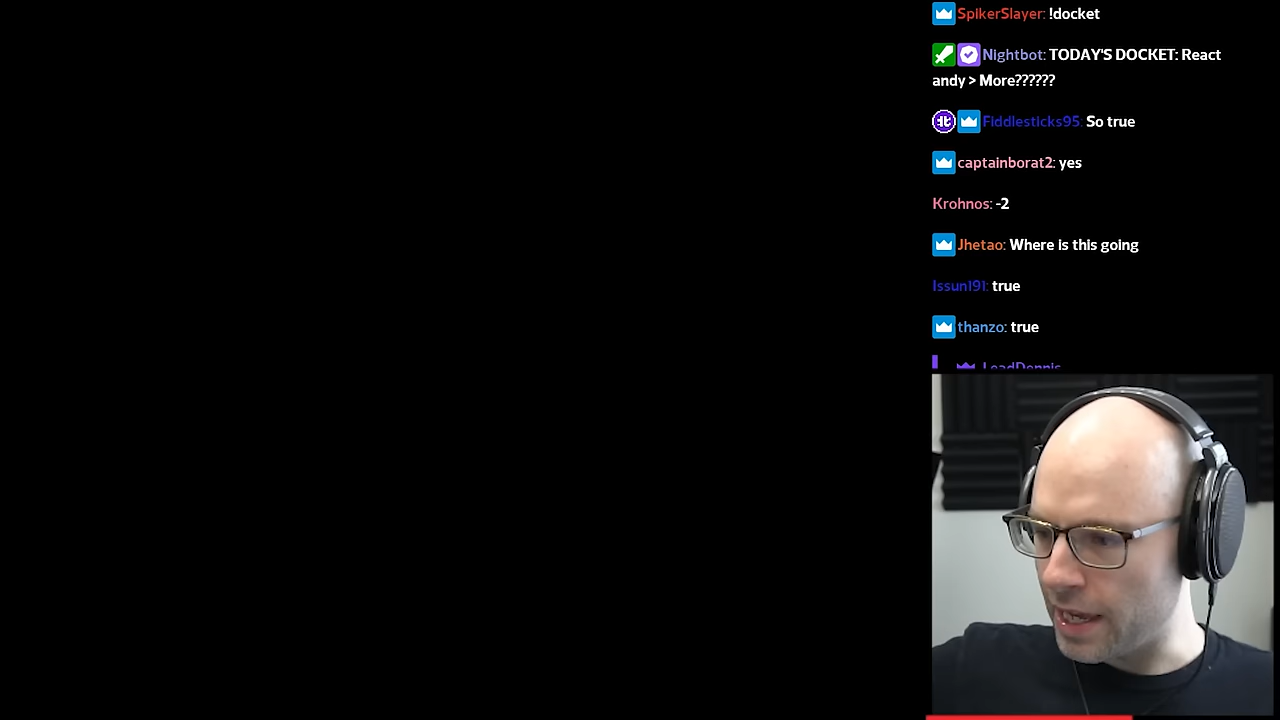 SpikerSlayer: !docket
Nightbot: TODAY'S DOCKET: React
andy > More??????
Fiddlesticks95: So true
captainborat2: yes
Krohnos: -2
Jhetao: Where is this going
Issun191: true
thanzo: true
LeadDennis